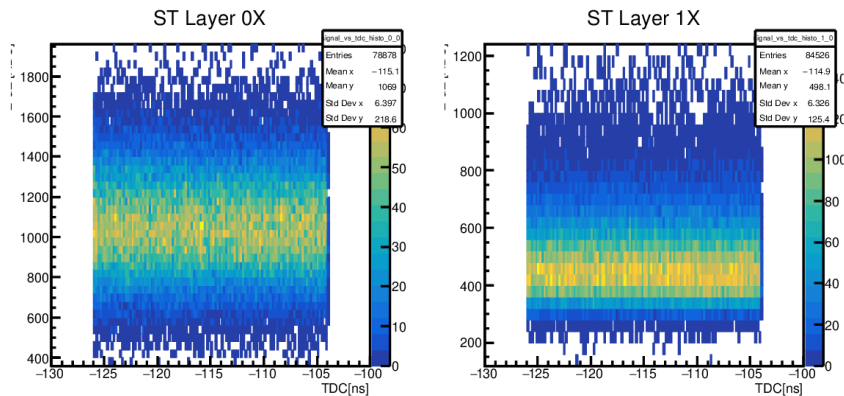 ST Layer 0X
signal_vs_tdc_histo_0_0
Entries 78878
Mean x −115.1
Mean y 1069
Std Dev x 6.397
Std Dev y 218.6
1800
1600
1400
1200
1000
800
600
400
60
50
40
30
20
10
0
−130 −125 −120 −115 −110 −105 −100
TDC[ns]
ST Layer 1X
signal_vs_tdc_histo_1_0
Entries 84526
Mean x −114.9
Mean y 498.1
Std Dev x 6.326
Std Dev y 125.4
1200
1000
800
600
400
200
120
100
80
60
40
20
0
−130 −125 −120 −115 −110 −105 −100
TDC[ns]